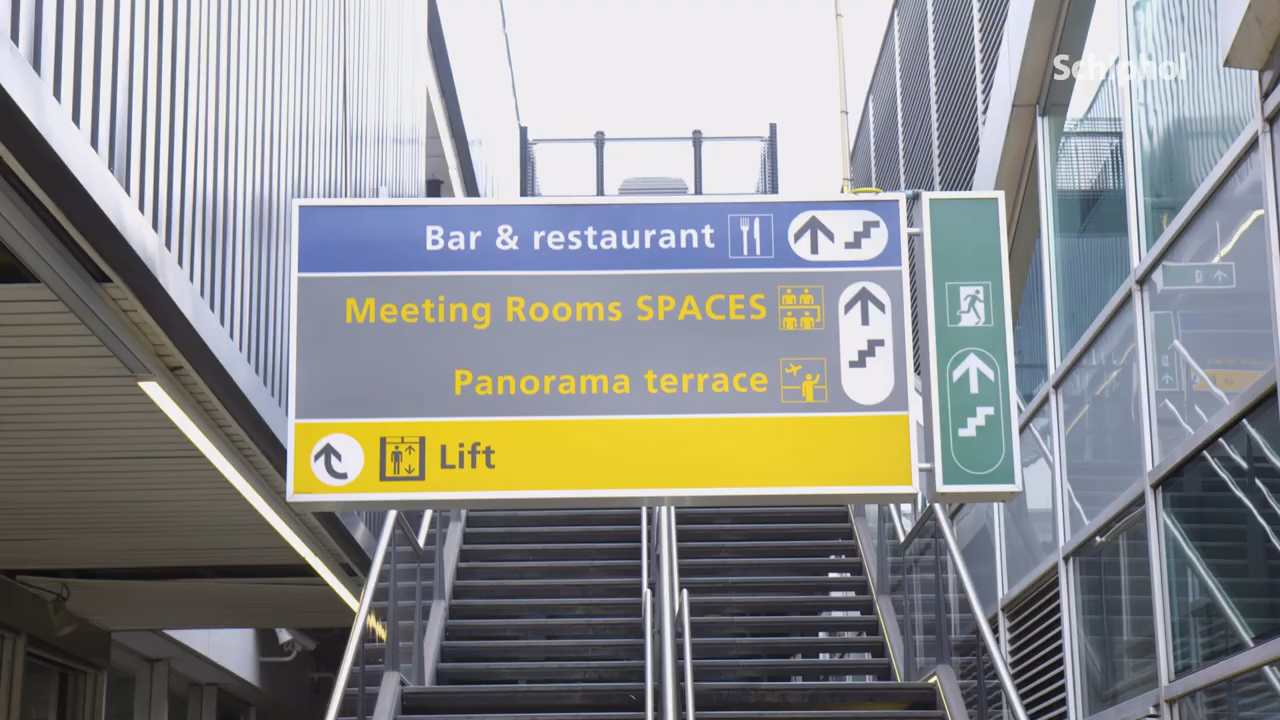 Schiphol
Bar & restaurant
Meeting Rooms SPACES
Panorama terrace
Lift